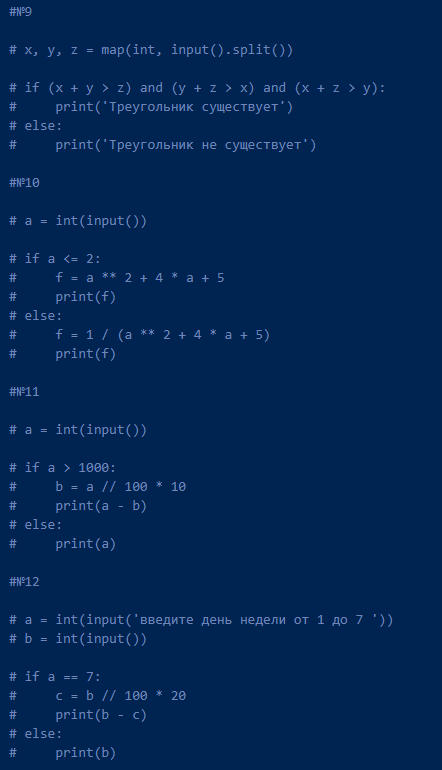 #№9
# x, y, z = map(int, input().split())
# if (x + y > z) and (y + z > x) and (x + z > y):
#     print('Треугольник существует')
# else:
#     print('Треугольник не существует')
#№10
# a = int(input())
# if a <= 2:
#     f = a ** 2 + 4 * a + 5
#     print(f)
# else:
#     f = 1 / (a ** 2 + 4 * a + 5)
#     print(f)
#№11
# a = int(input())
# if a > 1000:
#     b = a // 100 * 10
#     print(a - b)
# else:
#     print(a)
#№12
# a = int(input('введите день недели от 1 до 7 '))
# b = int(input())
# if a == 7:
#     c = b // 100 * 20
#     print(b - c)
# else:
#     print(b)